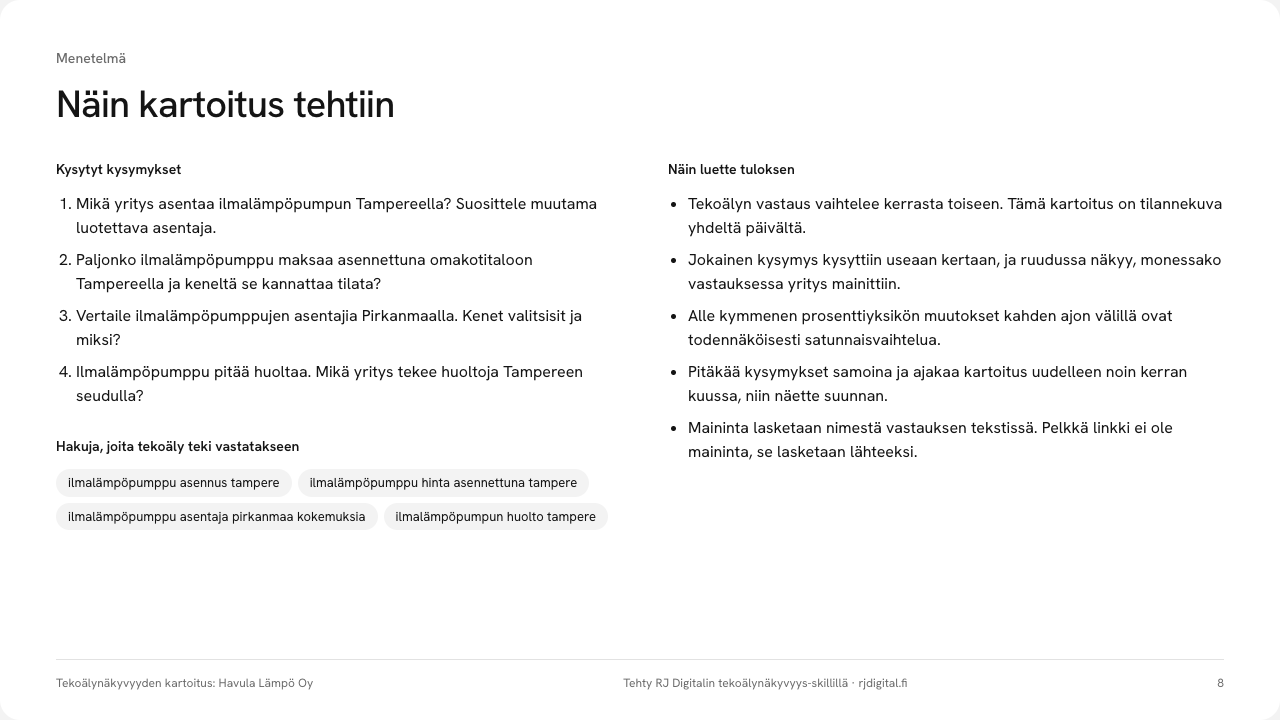 Menetelmä
Näin kartoitus tehtiin
Kysytyt kysymykset
1. Mikä yritys asentaa ilmalämpöpumpun Tampereella? Suosittele muutama
luotettava asentaja.
2. Paljonko ilmalämpöpumppu maksaa asennettuna omakotitaloon
Tampereella ja keneltä se kannattaa tilata?
3. Vertaile ilmalämpöpumppujen asentajia Pirkanmaalla. Kenet valitsisit ja
miksi?
4. Ilmalämpöpumppu pitää huoltaa. Mikä yritys tekee huoltoja Tampereen
seudulla?
Hakuja, joita tekoäly teki vastatakseen
ilmalämpöpumppu asennus tampere
ilmalämpöpumppu hinta asennettuna tampere
ilmalämpöpumppu asentaja pirkanmaa kokemuksia
ilmalämpöpumpun huolto tampere
Näin luette tuloksen
• Tekoälyn vastaus vaihtelee kerrasta toiseen. Tämä kartoitus on tilannekuva
yhdeltä päivältä.
• Jokainen kysymys kysyttiin useaan kertaan, ja ruudussa näkyy, monessako
vastauksessa yritys mainittiin.
• Alle kymmenen prosenttiyksikön muutokset kahden ajon välillä ovat
todennäköisesti satunnaisvaihtelua.
• Pitäkää kysymykset samoina ja ajakaa kartoitus uudelleen noin kerran
kuussa, niin näette suunnan.
• Maininta lasketaan nimestä vastauksen tekstissä. Pelkkä linkki ei ole
maininta, se lasketaan lähteeksi.
Tekoälynäkyvyyden kartoitus: Havula Lämpö Oy
Tehty RJ Digitalin tekoälynäkyvyys-skillillä · rjdigital.fi
8